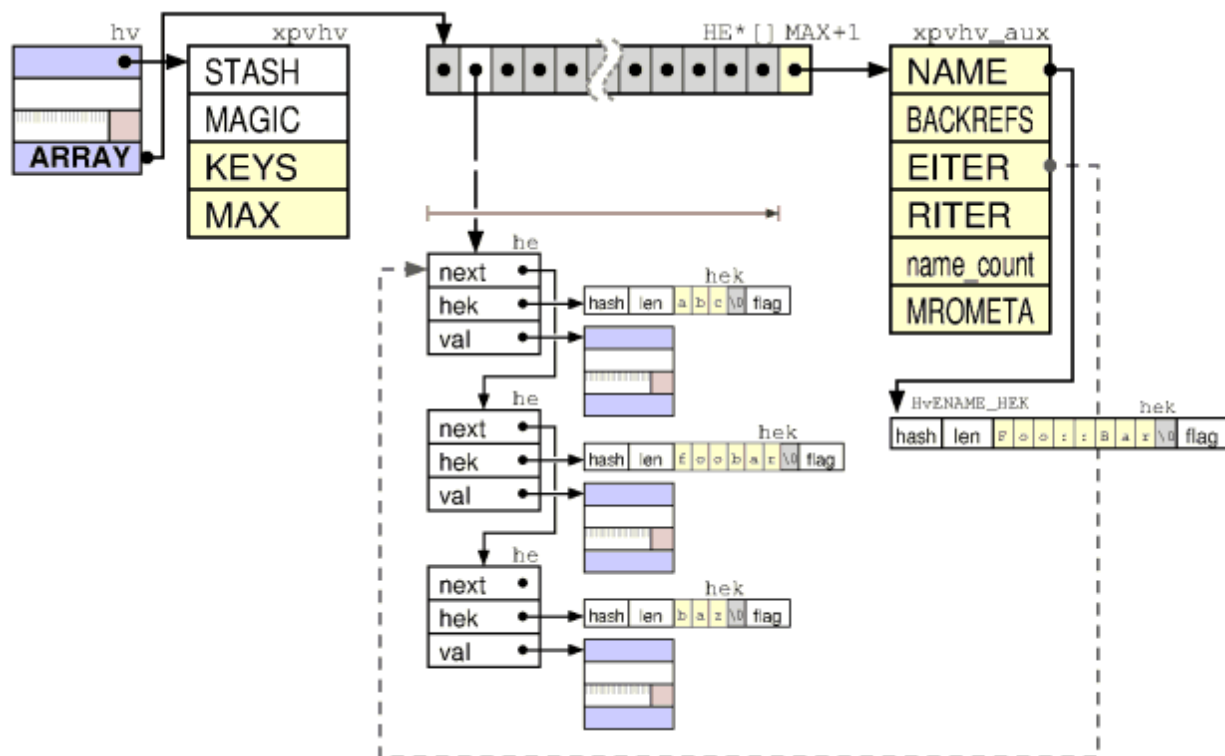 hv
xpvhv
HE*[] MAX+1
xpvhv_aux
ARRAY
STASH
MAGIC
KEYS
MAX
NAME
BACKREFS
EITER
RITER
name_count
MROMETA
he
next
hek
val
hek
hash len a b c \0 flag
he
next
hek
val
hek
hash len f o o b a r \0 flag
he
next
hek
val
hek
hash len b a z \0 flag
HvENAME_HEK
hek
hash len F o o : : B a r \0 flag